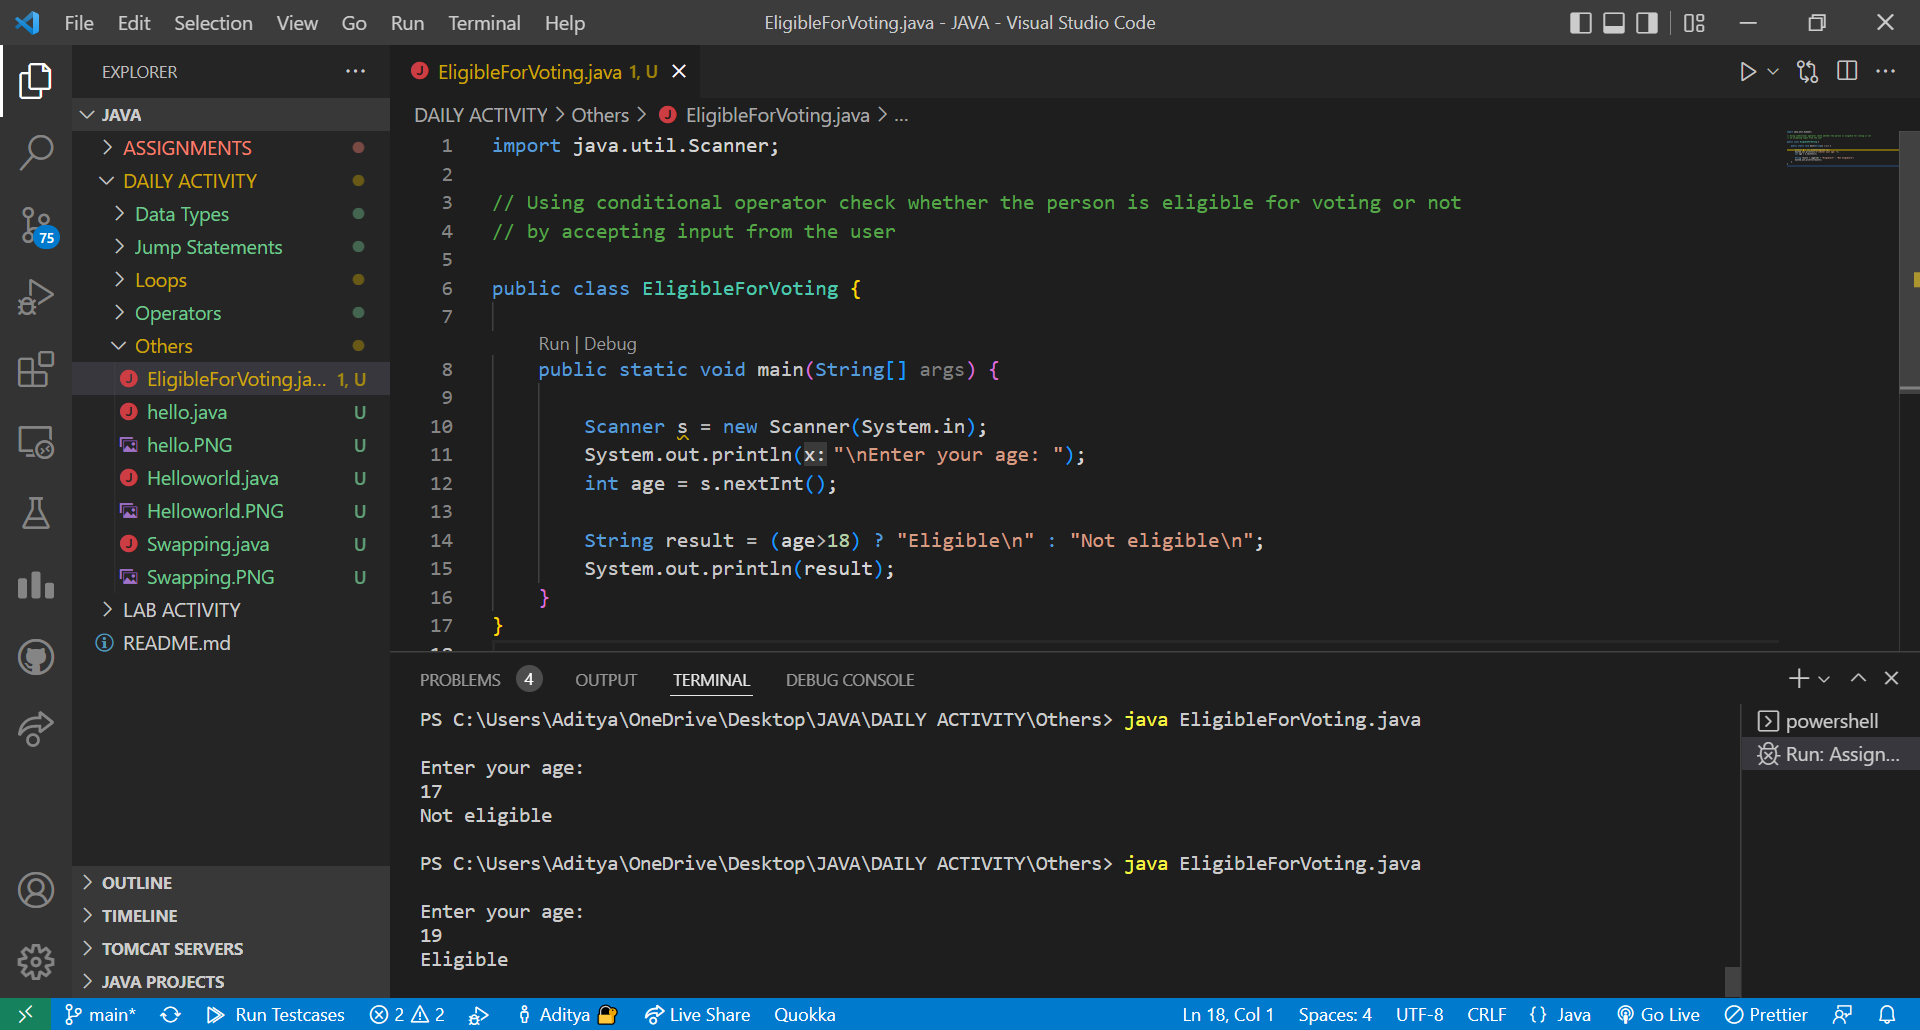 File Edit Selection View Go Run Terminal Help
EligibleForVoting.java - JAVA - Visual Studio Code
EXPLORER
JAVA
ASSIGNMENTS
DAILY ACTIVITY
Data Types
Jump Statements
Loops
Operators
Others
EligibleForVoting.ja... 1, U
hello.java U
hello.PNG U
Helloworld.java U
Helloworld.PNG U
Swapping.java U
Swapping.PNG U
LAB ACTIVITY
README.md
75
OUTLINE
TIMELINE
TOMCAT SERVERS
JAVA PROJECTS
EligibleForVoting.java 1, U
DAILY ACTIVITY > Others > EligibleForVoting.java > ...
1 import java.util.Scanner;
2
3 // Using conditional operator check whether the person is eligible for voting or not
4 // by accepting input from the user
5
6 public class EligibleForVoting {
7
Run | Debug
8 public static void main(String[] args) {
9
10 Scanner s = new Scanner(System.in);
11 System.out.println(x: "\nEnter your age: ");
12 int age = s.nextInt();
13
14 String result = (age>18) ? "Eligible\n" : "Not eligible\n";
15 System.out.println(result);
16 }
17 }
PROBLEMS 4 OUTPUT TERMINAL DEBUG CONSOLE
PS C:\Users\Aditya\OneDrive\Desktop\JAVA\DAILY ACTIVITY\Others> java EligibleForVoting.java
Enter your age:
17
Not eligible
PS C:\Users\Aditya\OneDrive\Desktop\JAVA\DAILY ACTIVITY\Others> java EligibleForVoting.java
Enter your age:
19
Eligible
powershell
Run: Assign...
main* Run Testcases 2 2 Aditya Live Share Quokka
Ln 18, Col 1 Spaces: 4 UTF-8 CRLF {} Java Go Live Prettier